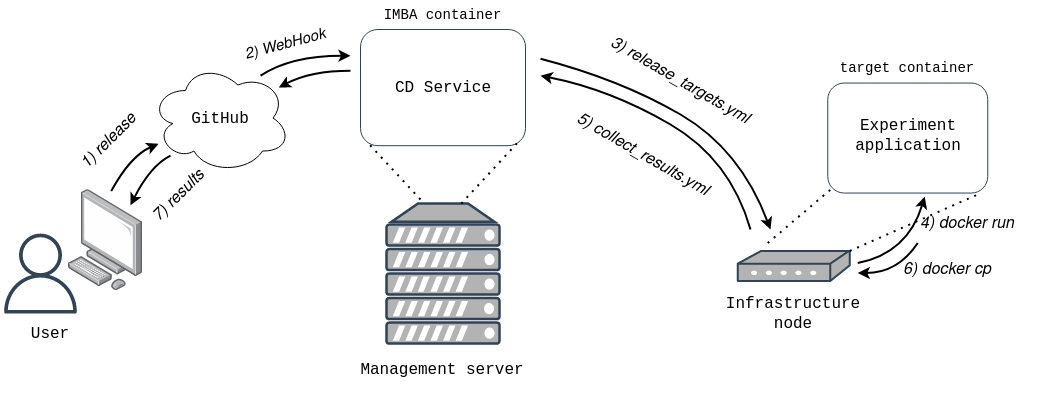 IMBA container
2) WebHook
CD Service
GitHub
1) release
7) results
User
Management server
3) release_targets.yml
5) collect_results.yml
target container
Experiment
application
4) docker run
6) docker cp
Infrastructure
node